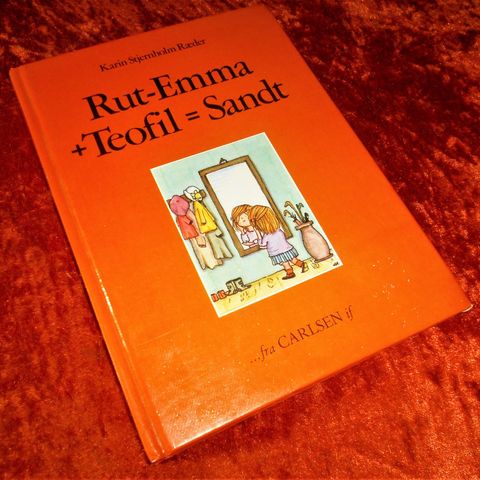 Karin Stjernholm Ræder
Rut-Emma
+Teofil = Sandt
...fra CARLSEN if